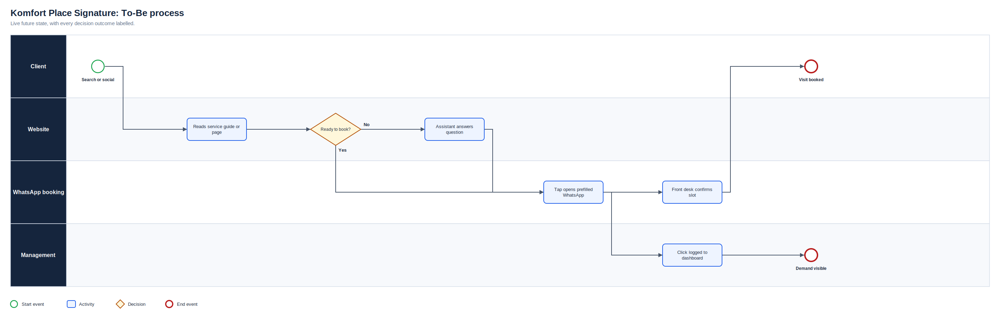 Komfort Place Signature: To-Be process
Live future state, with every decision outcome labelled.
Client
Search or social
Visit booked
Website
Reads service guide or
page
Ready to book?
No
Yes
Assistant answers
question
WhatsApp booking
Tap opens prefilled
WhatsApp
Front desk confirms
slot
Management
Click logged to
dashboard
Demand visible
Start event
Activity
Decision
End event